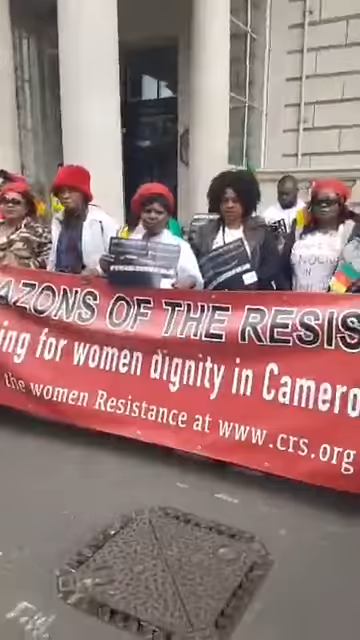 AZONS OF THE RESIS
ing for women dignity in Camero
the women Resistance at www.crs.org